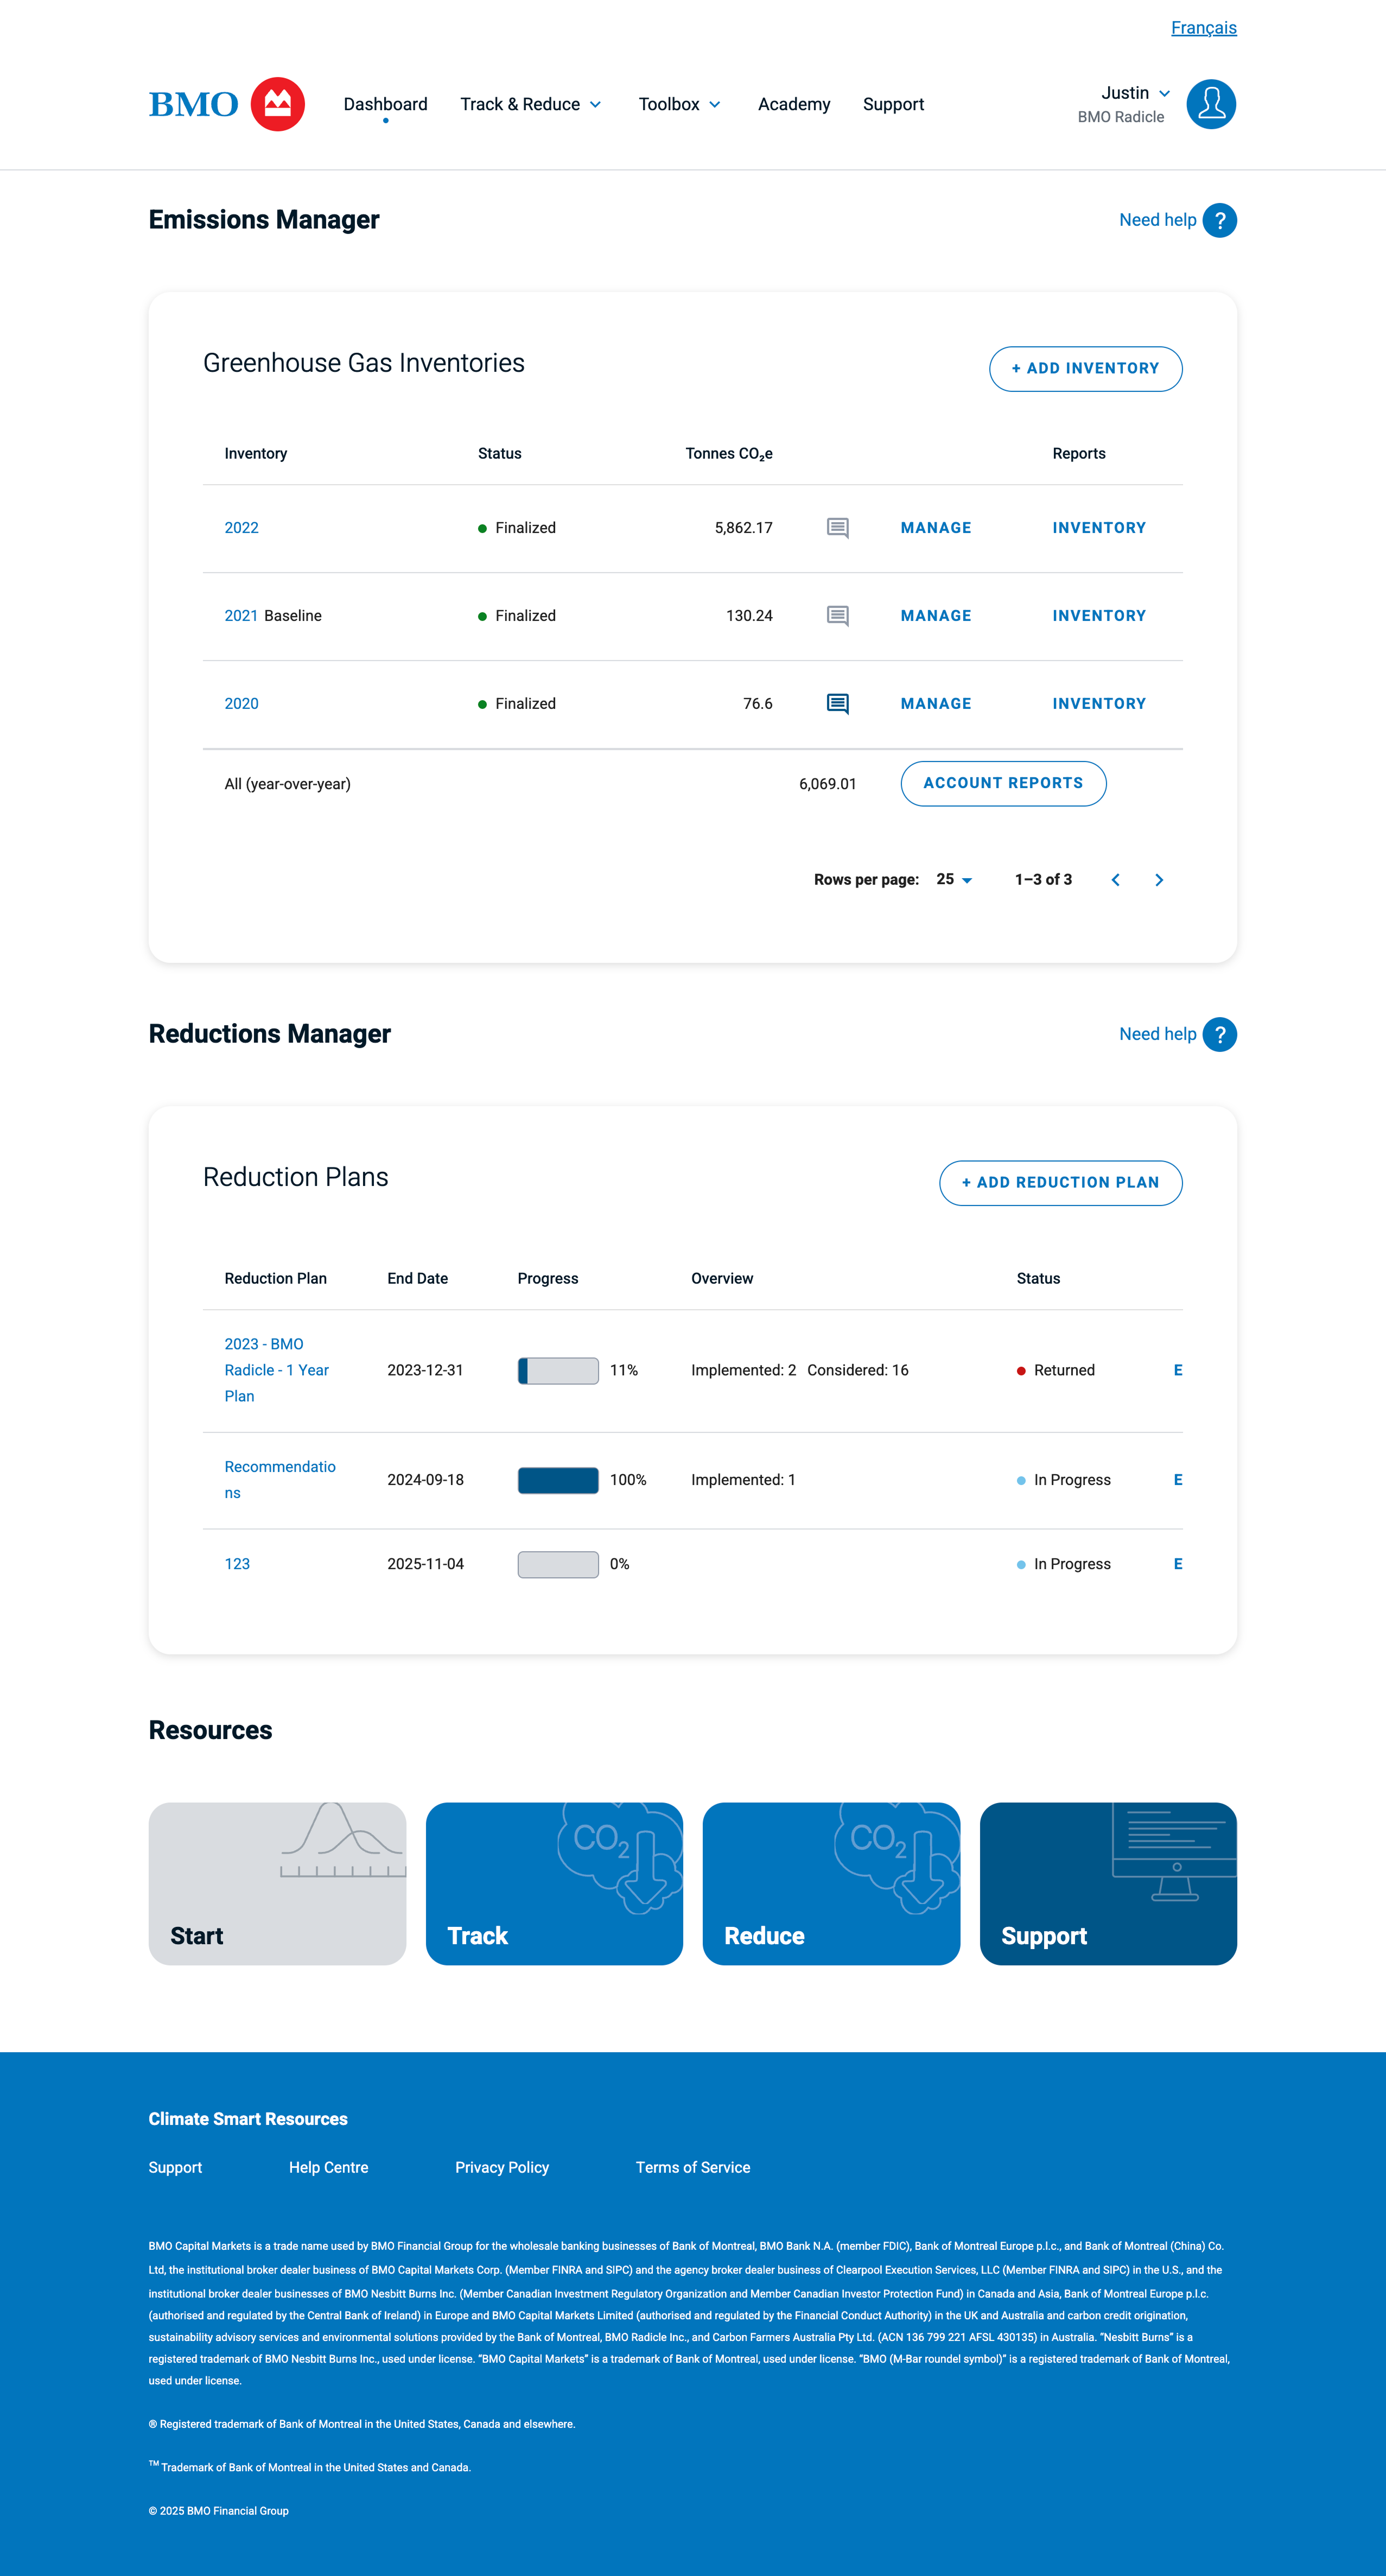 Français
BMO Dashboard Track & Reduce Toolbox Academy Support Justin
BMO Radicle
Emissions Manager Need help ?
Greenhouse Gas Inventories + ADD INVENTORY
Inventory Status Tonnes CO₂e Reports
2022 Finalized 5,862.17 MANAGE INVENTORY
2021 Baseline Finalized 130.24 MANAGE INVENTORY
2020 Finalized 76.6 MANAGE INVENTORY
All (year-over-year) 6,069.01 ACCOUNT REPORTS
Rows per page: 25 1–3 of 3
Reductions Manager Need help ?
Reduction Plans + ADD REDUCTION PLAN
Reduction Plan End Date Progress Overview Status
2023 - BMO
Radicle - 1 Year
Plan
2023-12-31 11% Implemented: 2 Considered: 16 Returned E
Recommendatio
ns
2024-09-18 100% Implemented: 1 In Progress E
123 2025-11-04 0% In Progress E
Resources
CO₂ CO₂
Start Track Reduce Support
Climate Smart Resources
Support Help Centre Privacy Policy Terms of Service
BMO Capital Markets is a trade name used by BMO Financial Group for the wholesale banking businesses of Bank of Montreal, BMO Bank N.A. (member FDIC), Bank of Montreal Europe p.l.c., and Bank of Montreal (China) Co.
Ltd, the institutional broker dealer business of BMO Capital Markets Corp. (Member FINRA and SIPC) and the agency broker dealer business of Clearpool Execution Services, LLC (Member FINRA and SIPC) in the U.S., and the
institutional broker dealer businesses of BMO Nesbitt Burns Inc. (Member Canadian Investment Regulatory Organization and Member Canadian Investor Protection Fund) in Canada and Asia, Bank of Montreal Europe p.l.c.
(authorised and regulated by the Central Bank of Ireland) in Europe and BMO Capital Markets Limited (authorised and regulated by the Financial Conduct Authority) in the UK and Australia and carbon credit origination,
sustainability advisory services and environmental solutions provided by the Bank of Montreal, BMO Radicle Inc., and Carbon Farmers Australia Pty Ltd. (ACN 136 799 221 AFSL 430135) in Australia. “Nesbitt Burns” is a
registered trademark of BMO Nesbitt Burns Inc., used under license. “BMO Capital Markets” is a trademark of Bank of Montreal, used under license. “BMO (M-Bar roundel symbol)” is a registered trademark of Bank of Montreal,
used under license.
® Registered trademark of Bank of Montreal in the United States, Canada and elsewhere.
™ Trademark of Bank of Montreal in the United States and Canada.
© 2025 BMO Financial Group